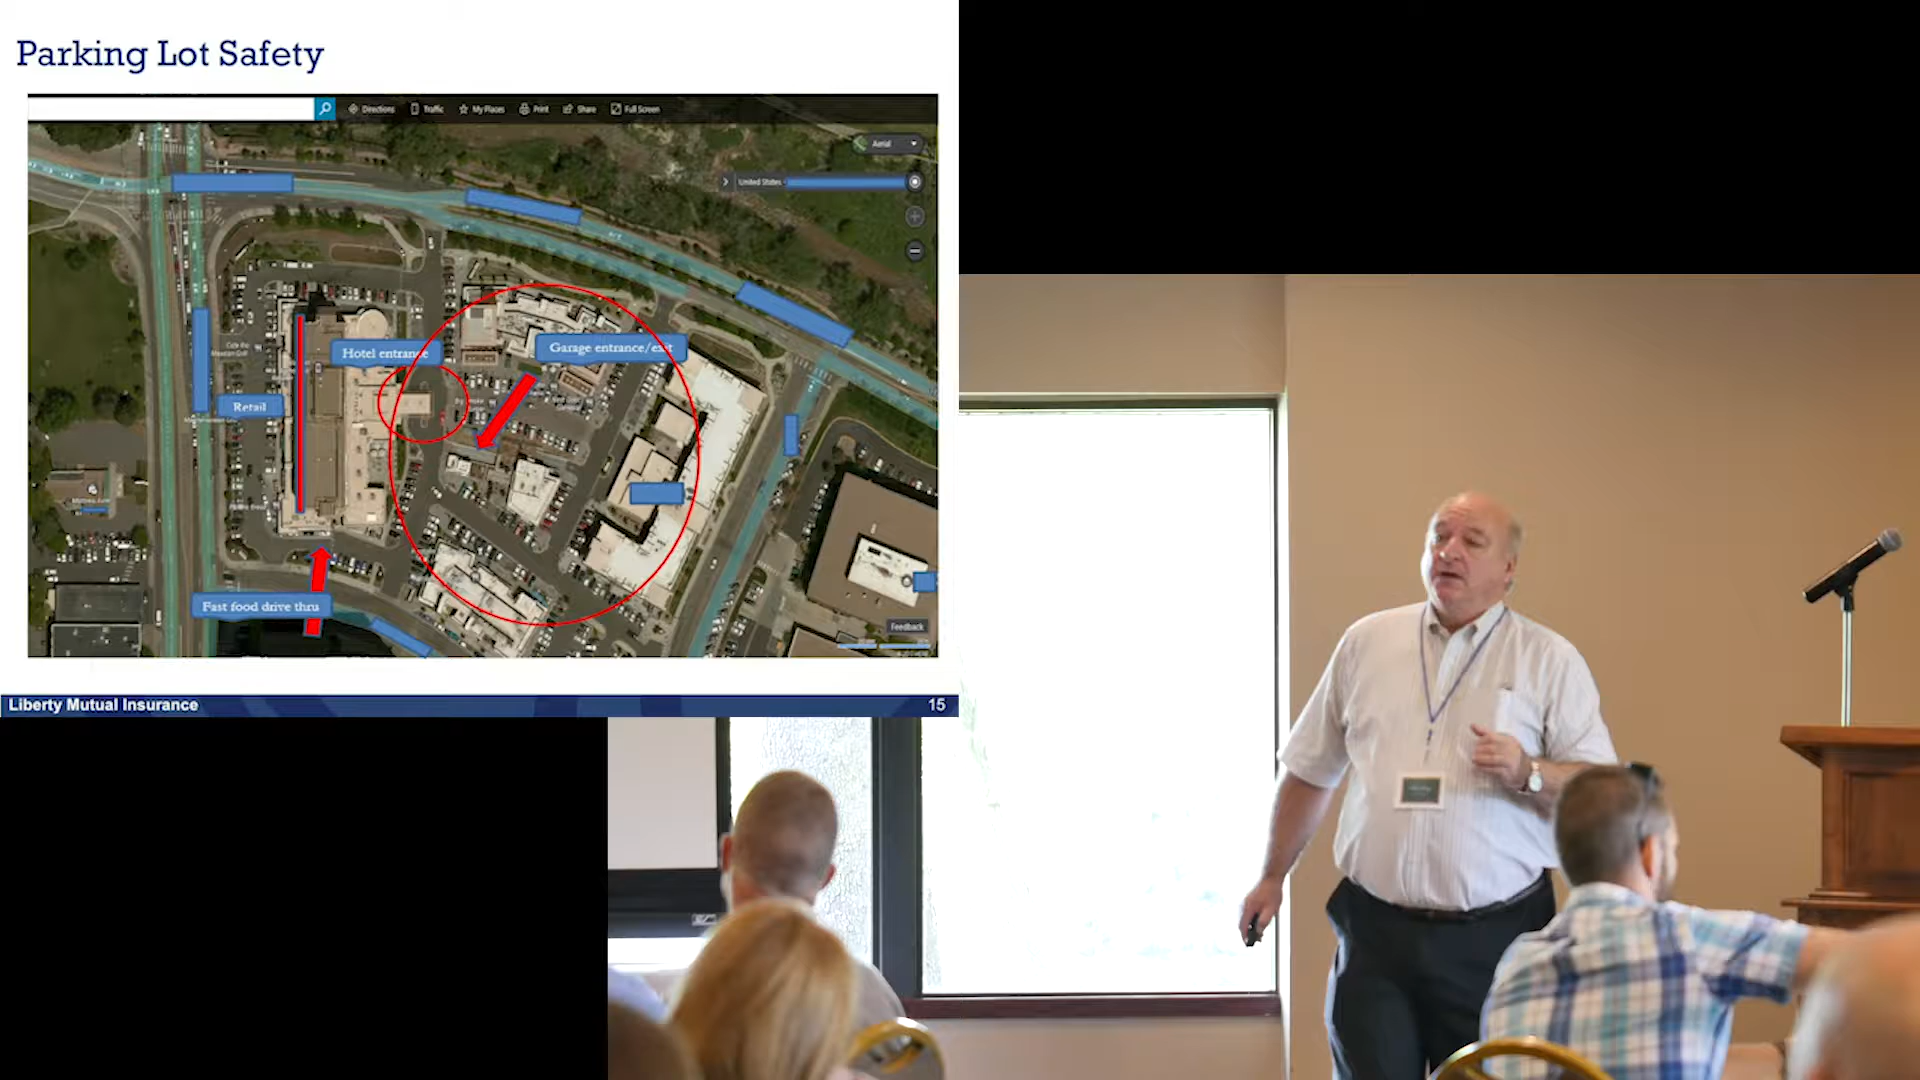 Parking Lot Safety
Directions Traffic My Places Print Share Full Screen
Aerial
United States
Hotel entrance
Garage entrance/exit
Retail
Fast food drive thru
Feedback
Liberty Mutual Insurance 15